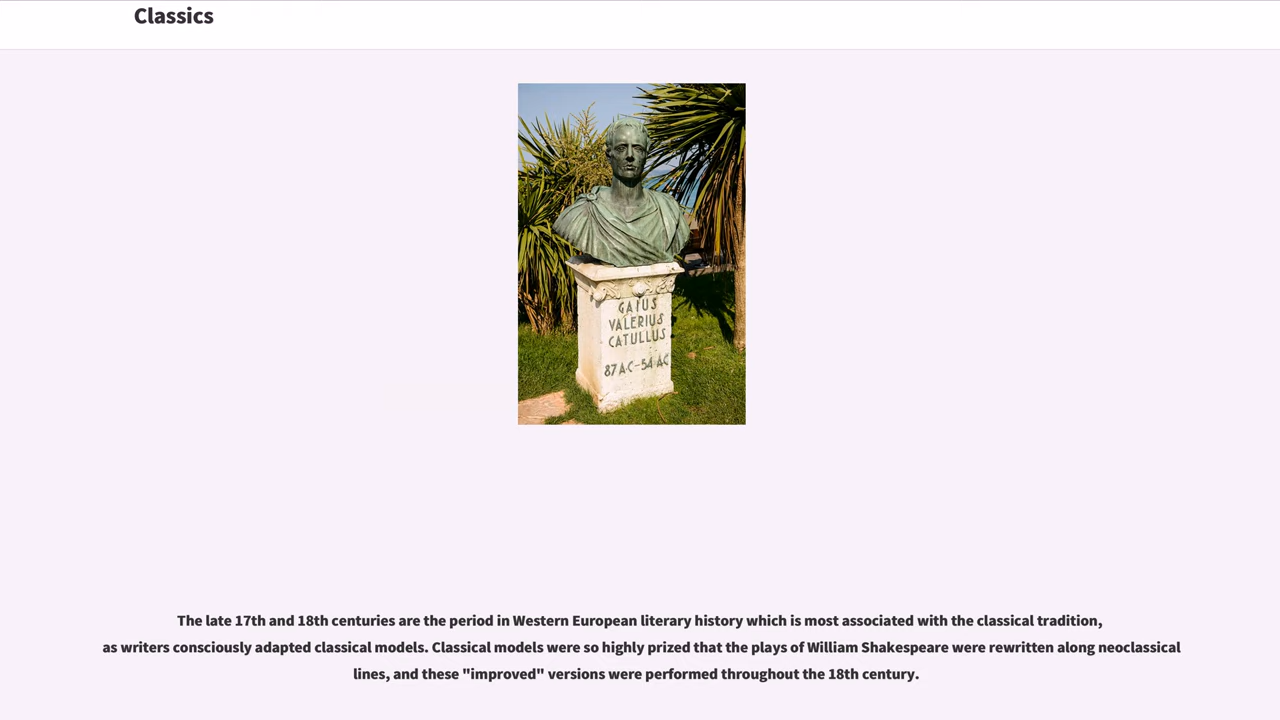 Classics
GAIUS
VALERIUS
CATULLUS
87 A.C-54 AC
The late 17th and 18th centuries are the period in Western European literary history which is most associated with the classical tradition,
as writers consciously adapted classical models. Classical models were so highly prized that the plays of William Shakespeare were rewritten along neoclassical
lines, and these "improved" versions were performed throughout the 18th century.